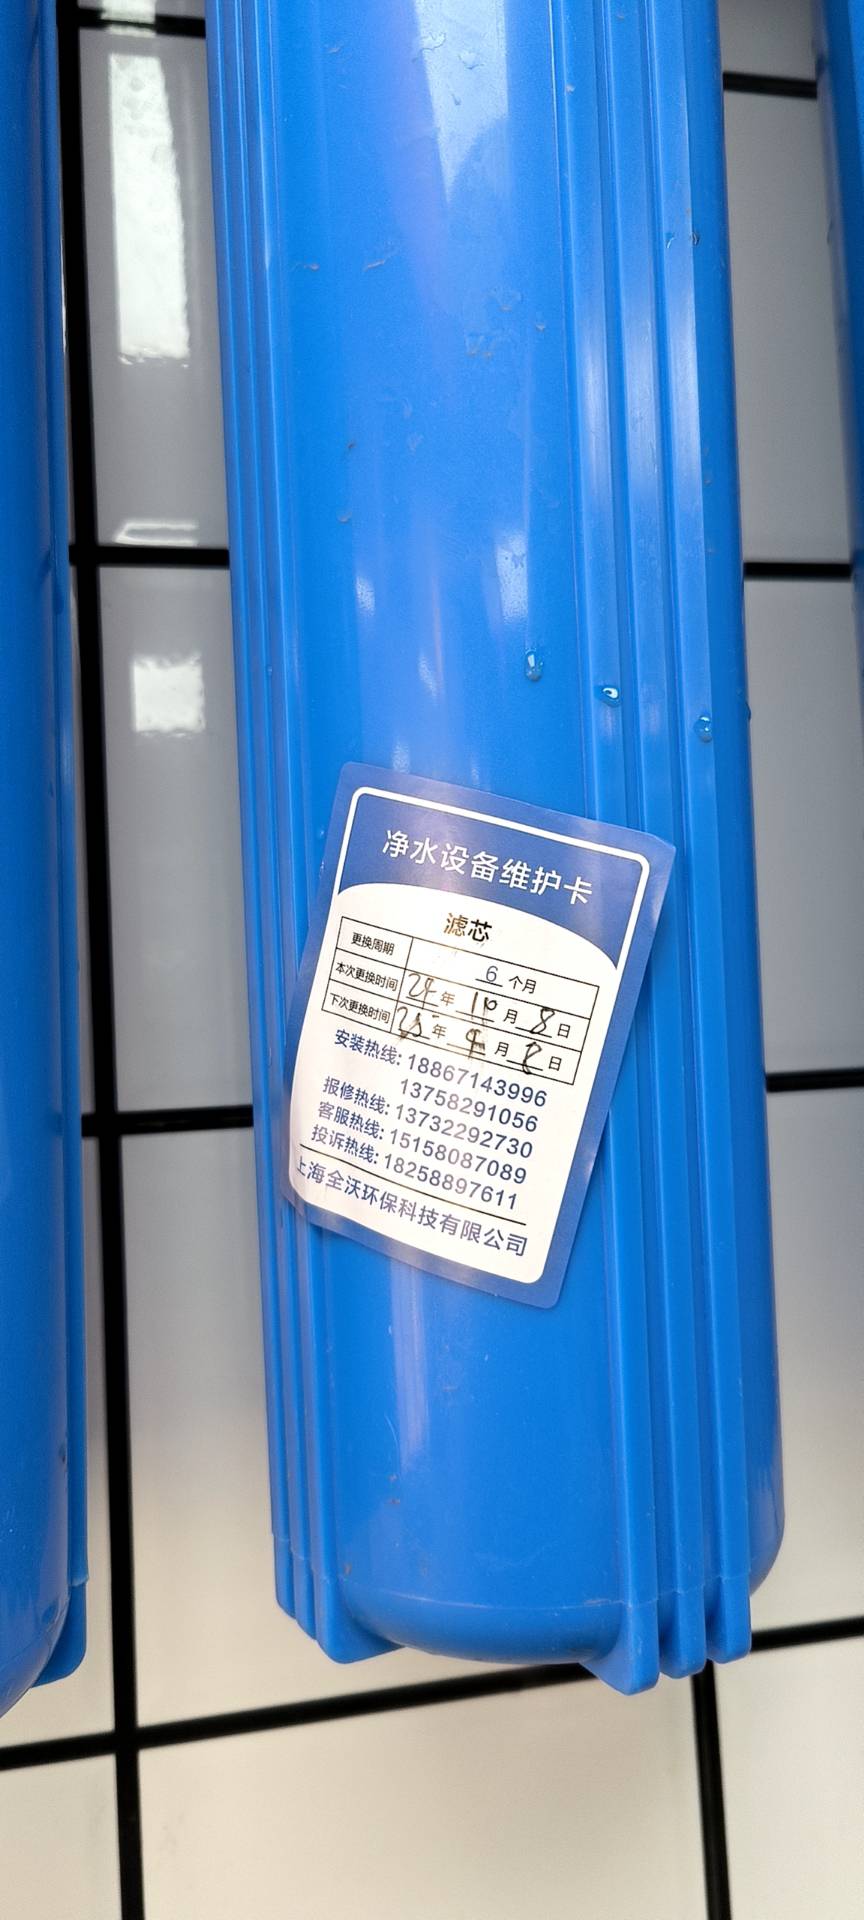 净水设备维护卡
滤芯
更换周期 6 个月
本次更换时间 24 年 10 月 8 日
下次更换时间 25 年 4 月 8 日
安装热线: 18867143996
13758291056
报修热线: 13732292730
客服热线: 15158087089
投诉热线: 18258897611
上海全沃环保科技有限公司